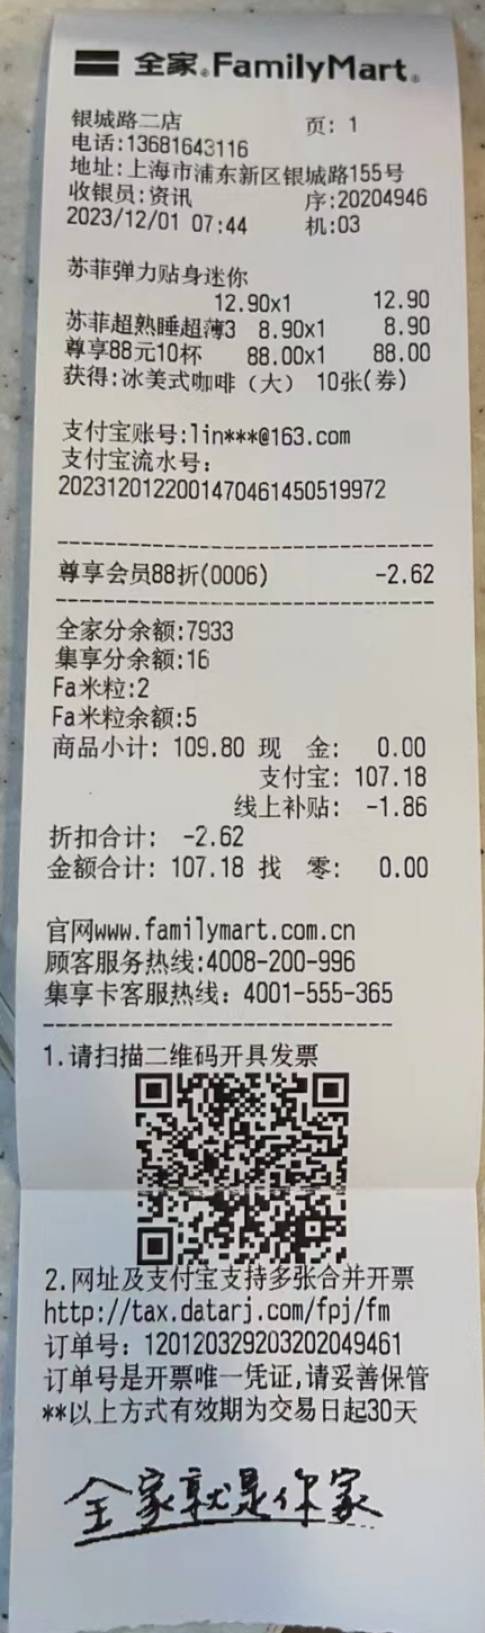 全家®FamilyMart®
银城路二店 页: 1
电话:13681643116
地址:上海市浦东新区银城路155号
收银员:资讯 序:20204946
2023/12/01 07:44 机:03
苏菲弹力贴身迷你
12.90x1 12.90
苏菲超熟睡超薄3 8.90x1 8.90
尊享88元10杯 88.00x1 88.00
获得:冰美式咖啡（大） 10张(券)
支付宝账号:lin***@163.com
支付宝流水号:
2023120122001470461450519972
尊享会员88折(0006) -2.62
全家分余额:7933
集享分余额:16
Fa米粒:2
Fa米粒余额:5
商品小计: 109.80 现 金: 0.00
支付宝: 107.18
线上补贴: -1.86
折扣合计: -2.62
金额合计: 107.18 找 零: 0.00
官网www.familymart.com.cn
顾客服务热线:4008-200-996
集享卡客服热线: 4001-555-365
1.请扫描二维码开具发票
2.网址及支付宝支持多张合并开票
http://tax.datarj.com/fpj/fm
订单号: 120120329203202049461
订单号是开票唯一凭证,请妥善保管
**以上方式有效期为交易日起30天
全家就是你家